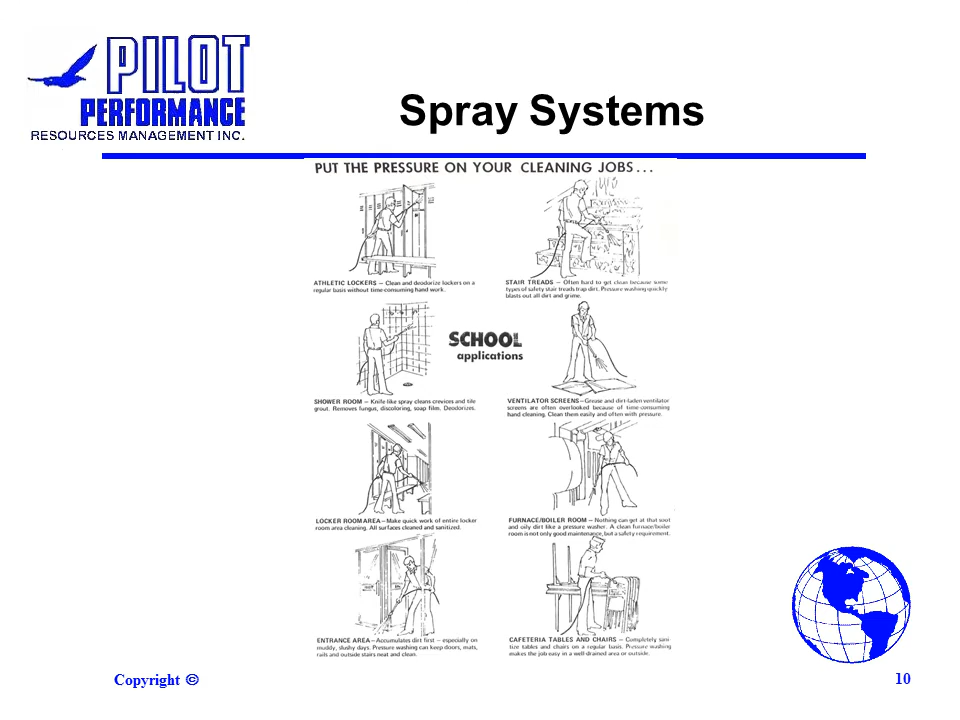 PILOT
PERFORMANCE
RESOURCES MANAGEMENT INC.
Spray Systems
PUT THE PRESSURE ON YOUR CLEANING JOBS...
ATHLETIC LOCKERS – Clean and deodorize lockers on a
regular basis without time-consuming hand work.
STAIR TREADS – Often hard to get clean because some
types of safety stair treads trap dirt. Pressure washing quickly
blasts out all dirt and grime.
SCHOOL
applications
SHOWER ROOM – Knife-like spray cleans crevices and tile
grout. Removes fungus, discoloring, soap film. Deodorizes.
VENTILATOR SCREENS – Grease and dirt-laden ventilator
screens are often overlooked because of time-consuming
hand cleaning. Clean them easily and often with pressure.
LOCKER ROOM AREA – Make quick work of entire locker
room area cleaning. All surfaces cleaned and sanitized.
FURNACE/BOILER ROOM – Nothing can get at that soot
and oily dirt like a pressure washer. A clean furnace/boiler
room is not only good maintenance, but a safety requirement.
ENTRANCE AREA – Accumulates dirt first – especially on
muddy, slushy days. Pressure washing can keep doors, mats,
rails and outside stairs neat and clean.
CAFETERIA TABLES AND CHAIRS – Completely sani-
tize tables and chairs on a regular basis. Pressure washing
makes the job easy in a well-drained area or outside.
Copyright ©
10